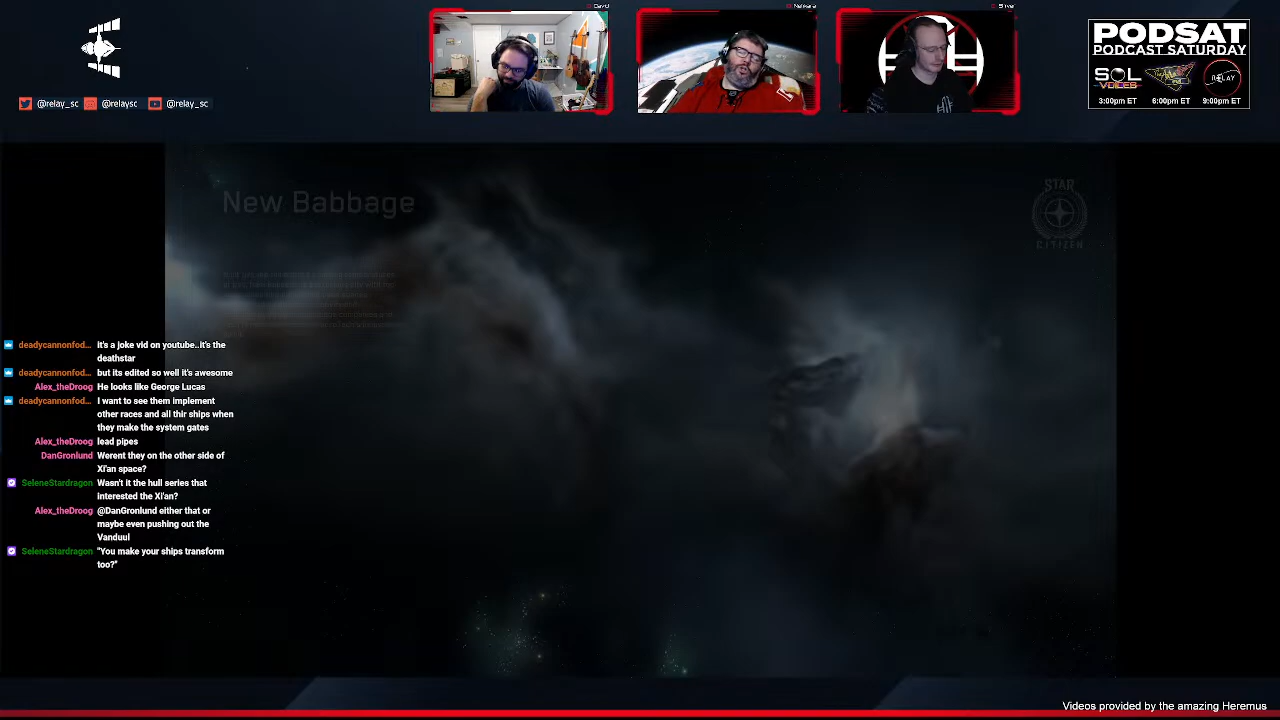 @relay_sc @relaysc @relay_sc
PODSAT
PODCAST SATURDAY
SOL
VOICES
RELAY
3:00pm ET 6:00pm ET 9:00pm ET
New Babbage
STAR
CITIZEN
deadycannonfod... It's a joke vid on youtube..it's the
deathstar
deadycannonfod... but its edited so well it's awesome
Alex_theDroog He looks like George Lucas
deadycannonfod... I want to see them implement
other races and all thir ships when
they make the system gates
Alex_theDroog lead pipes
DanGronlund Werent they on the other side of
Xi'an space?
SeleneStardragon Wasn't it the hull series that
interested the Xi'an?
Alex_theDroog @DanGronlund either that or
maybe even pushing out the
Vanduul
SeleneStardragon "You make your ships transform
too?"
Videos provided by the amazing Heremus